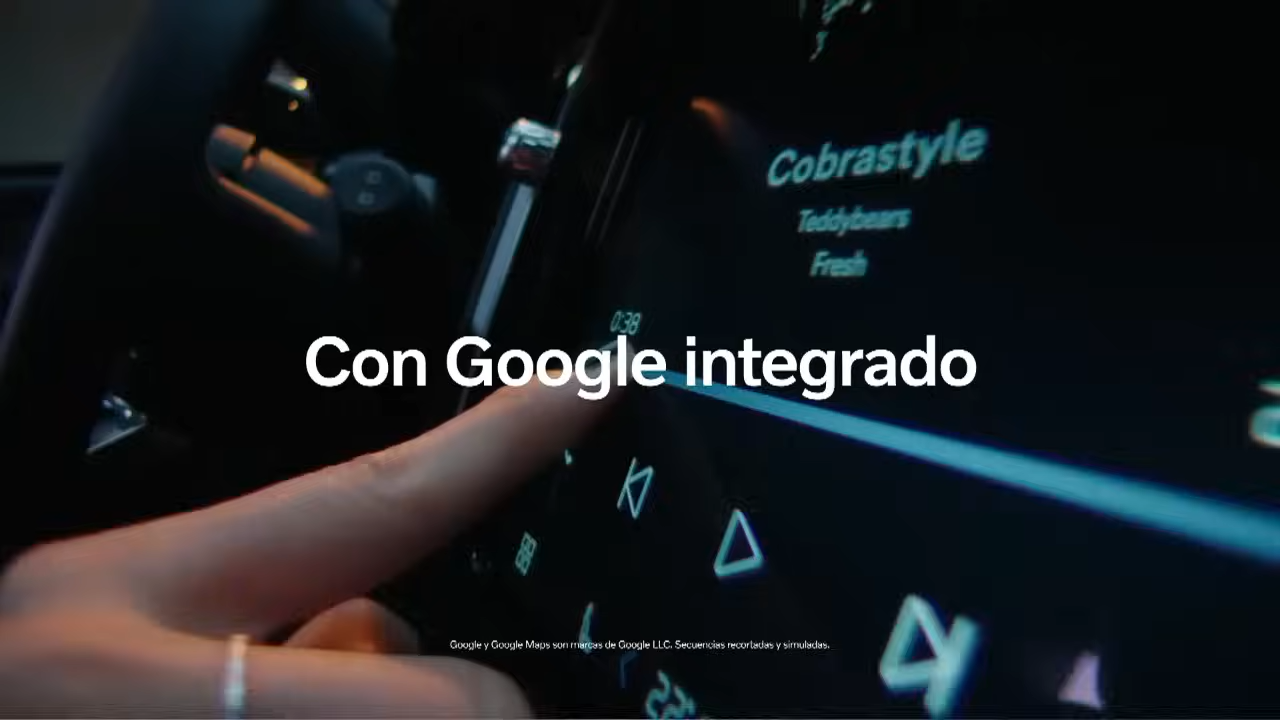 Cobrastyle
Teddybears
Fresh
0:38
Con Google integrado
Google y Google Maps son marcas de Google LLC. Secuencias recortadas y simuladas.